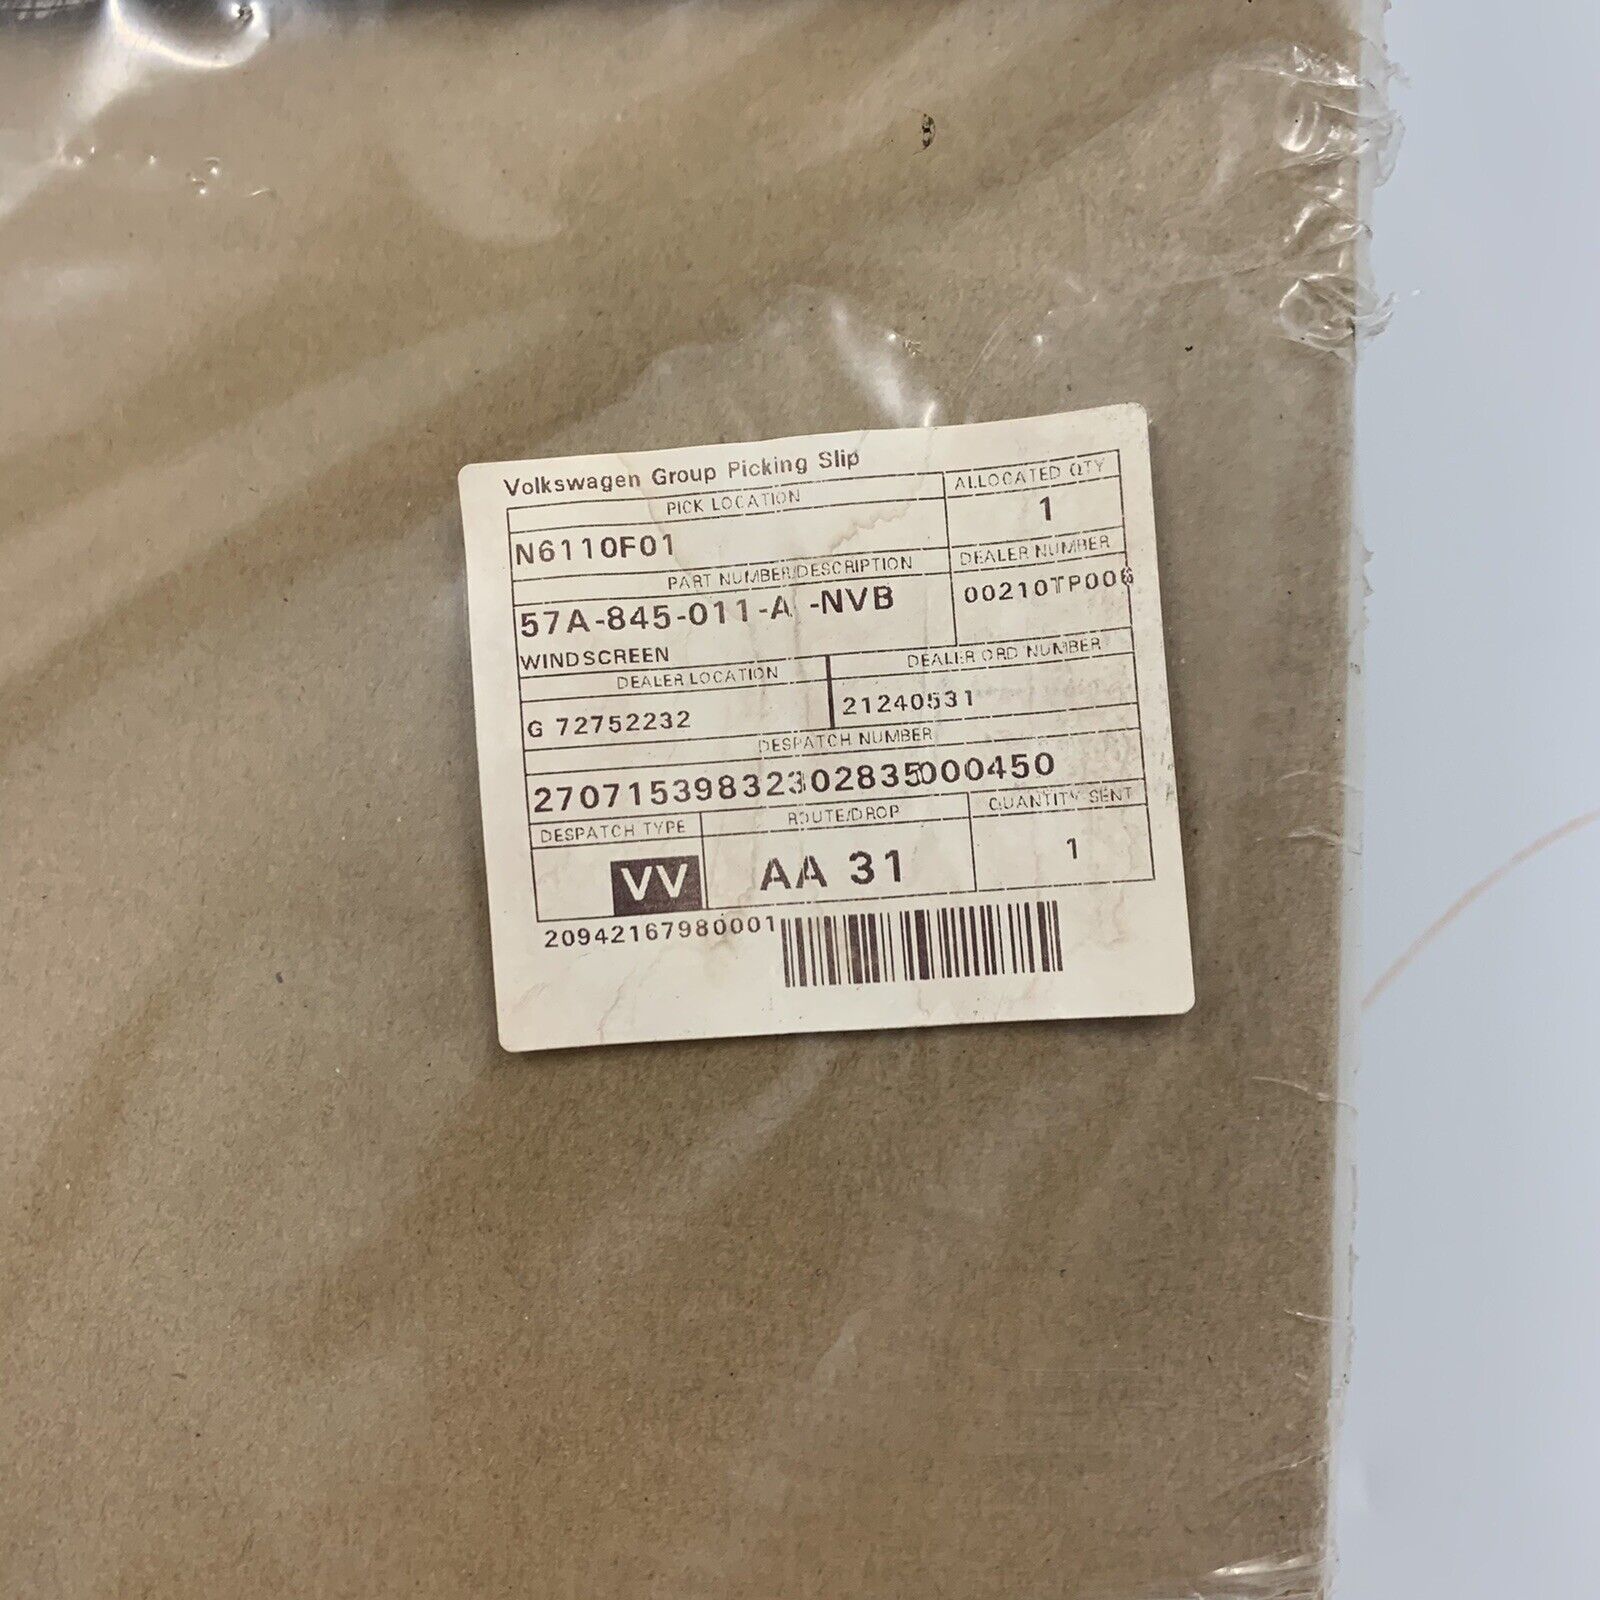 Volkswagen Group Picking Slip
PICK LOCATION
ALLOCATED QTY
N6110F01
1
PART NUMBER/DESCRIPTION
DEALER NUMBER
57A-845-011-A -NVB
00210TP006
WINDSCREEN
DEALER LOCATION
DEALER ORD NUMBER
G 72752232
21240531
DESPATCH NUMBER
27071539832302835000450
DESPATCH TYPE
ROUTE/DROP
QUANTITY SENT
VV
AA 31
1
20942167980001